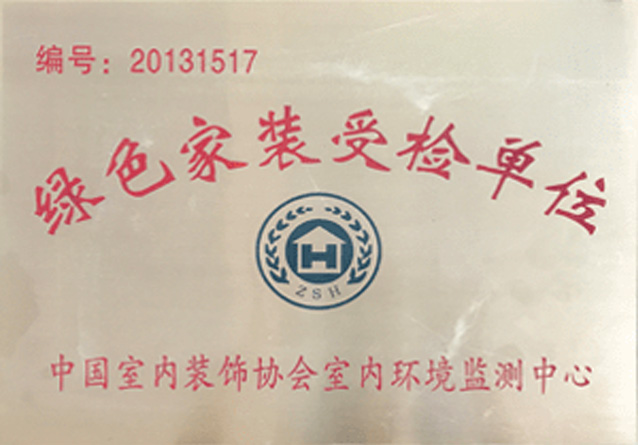 编号：20131517
绿色家装受检单位
H
ZSH
中国室内装饰协会室内环境监测中心